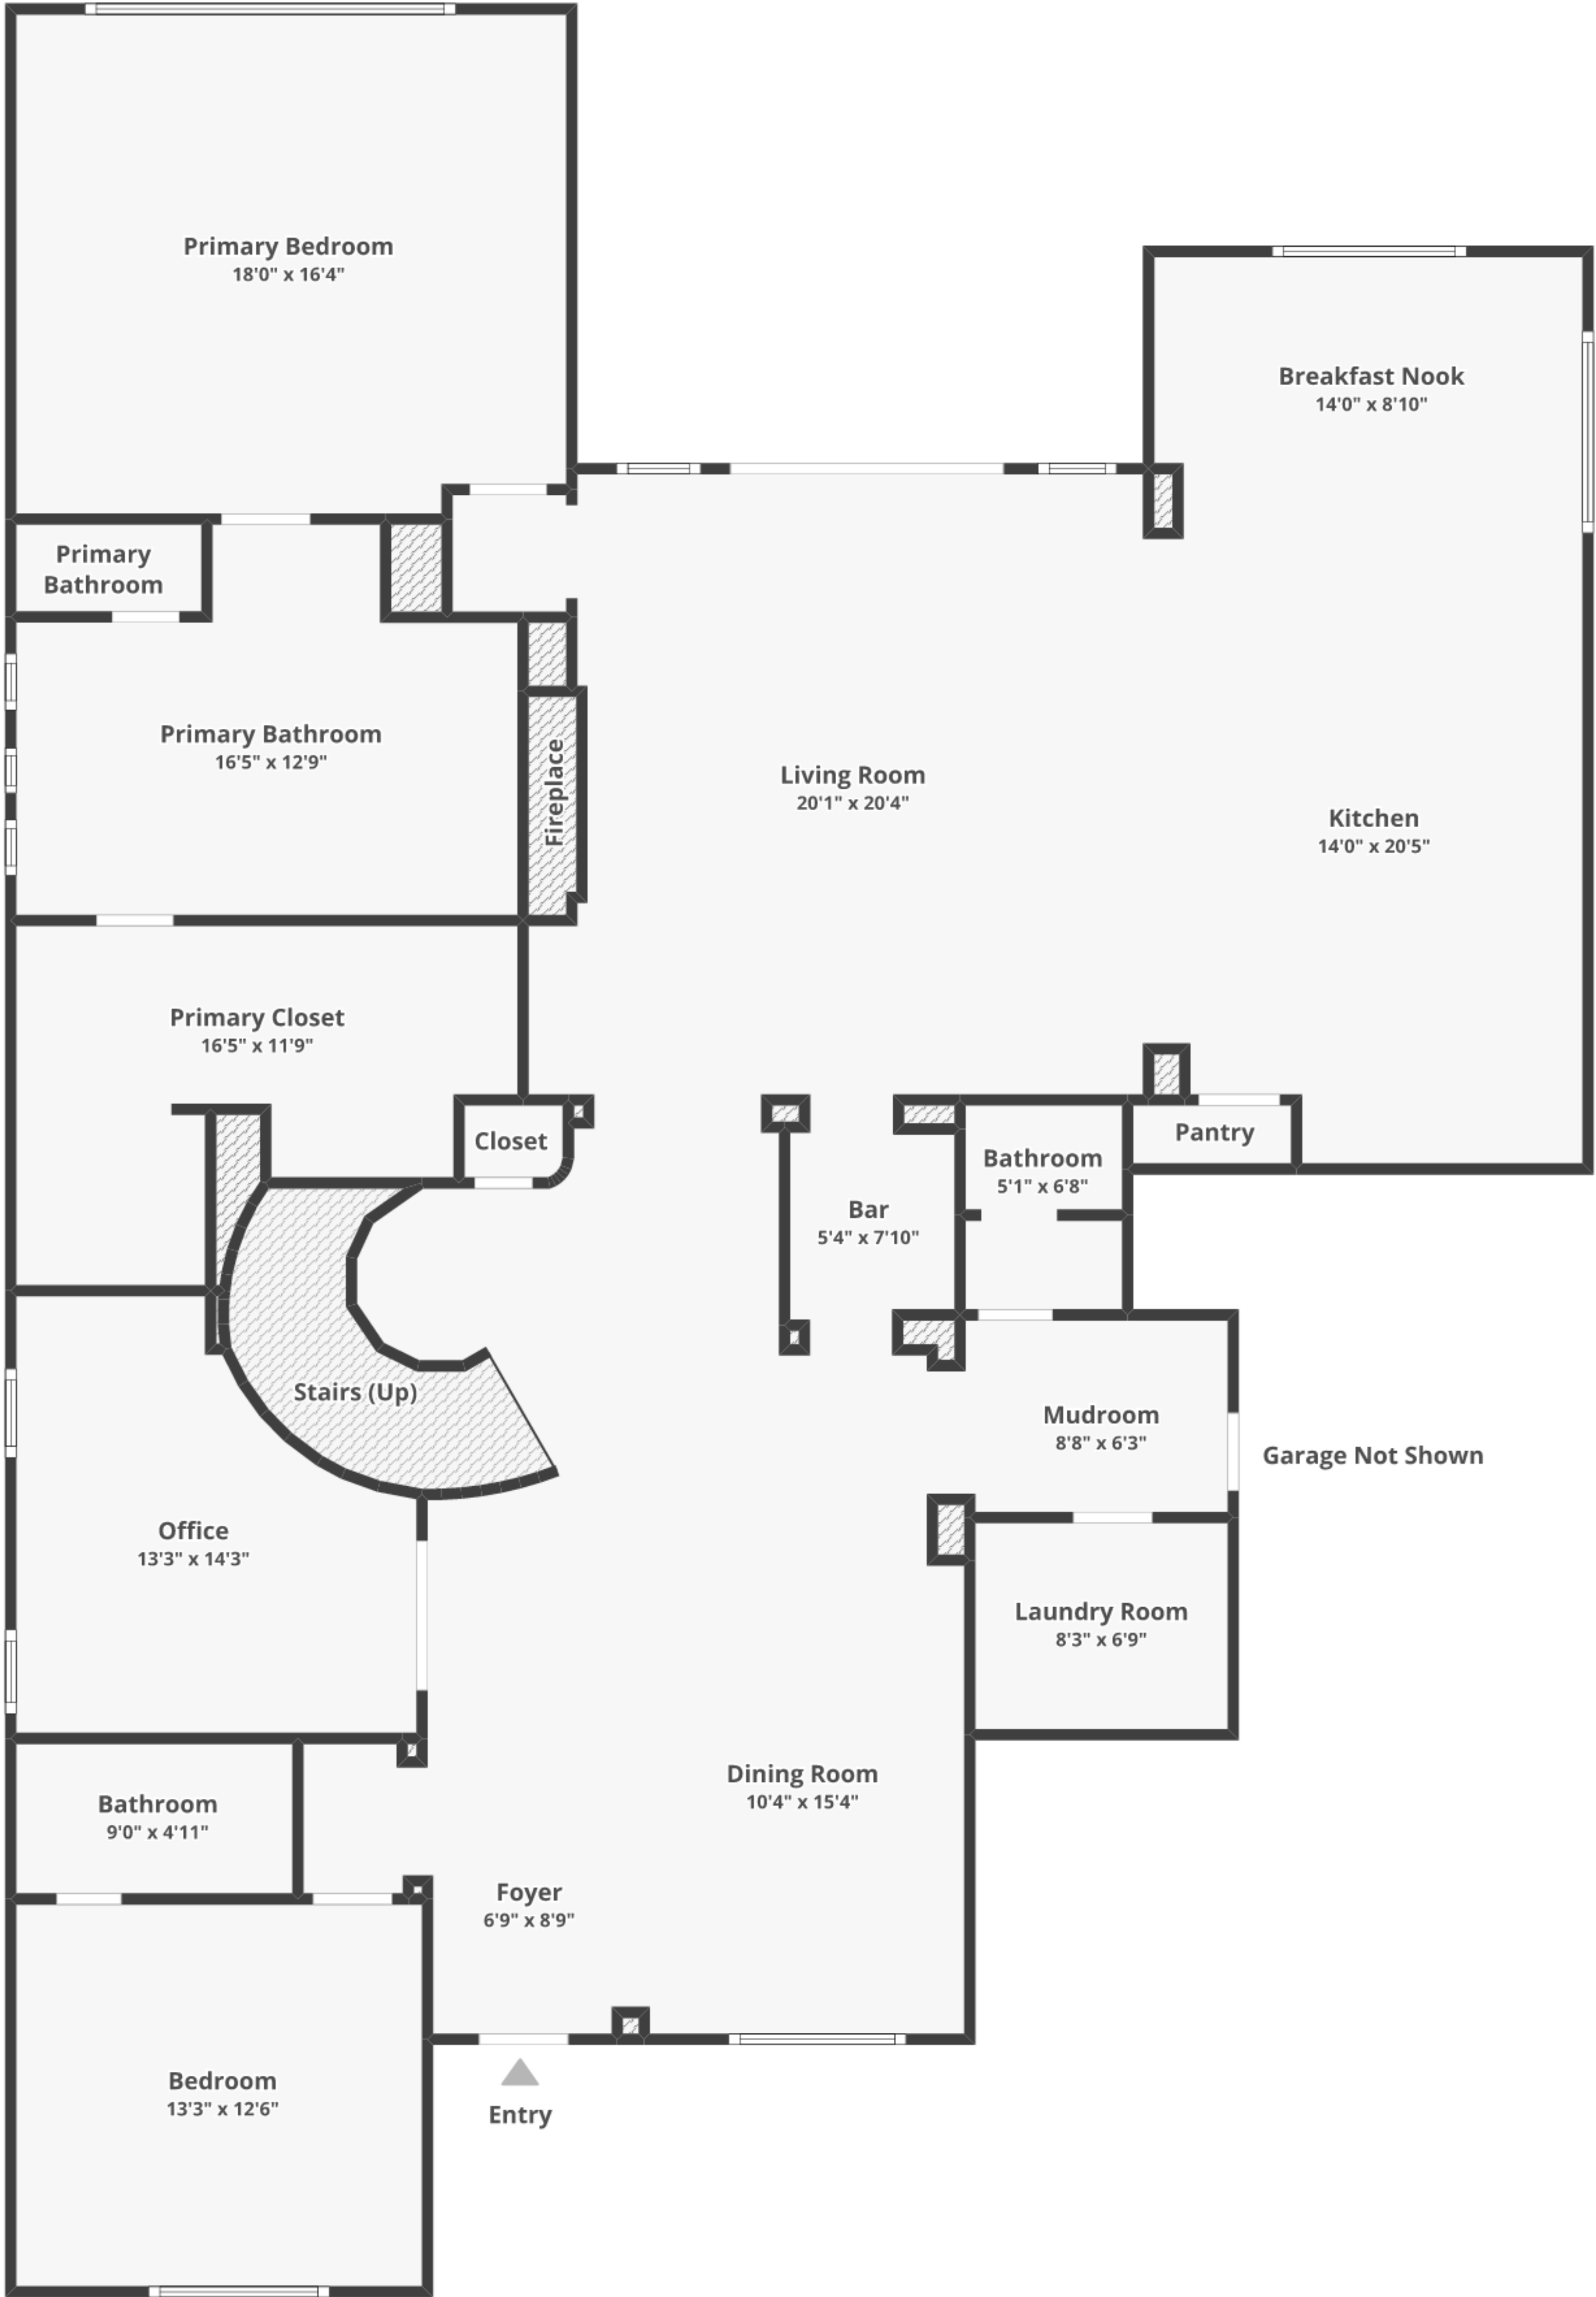 Primary Bedroom
18'0" x 16'4"
Breakfast Nook
14'0" x 8'10"
Primary
Bathroom
Primary Bathroom
16'5" x 12'9"
Fireplace
Living Room
20'1" x 20'4"
Kitchen
14'0" x 20'5"
Primary Closet
16'5" x 11'9"
Closet
Pantry
Bathroom
5'1" x 6'8"
Bar
5'4" x 7'10"
Stairs (Up)
Mudroom
8'8" x 6'3"
Garage Not Shown
Office
13'3" x 14'3"
Laundry Room
8'3" x 6'9"
Dining Room
10'4" x 15'4"
Bathroom
9'0" x 4'11"
Foyer
6'9" x 8'9"
Bedroom
13'3" x 12'6"
Entry